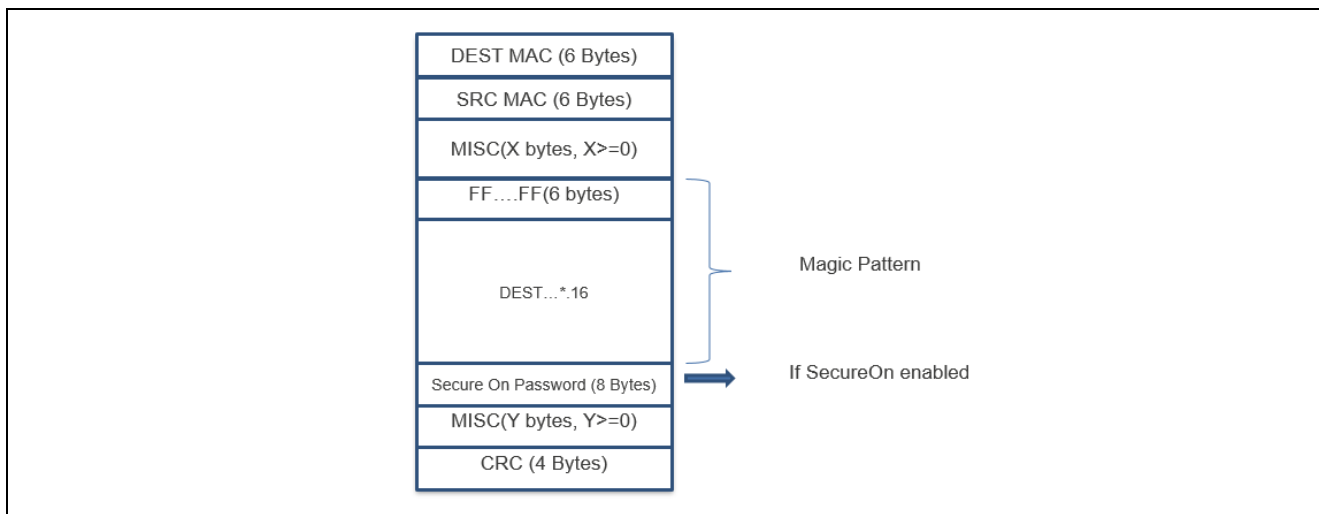 DEST MAC (6 Bytes)
SRC MAC (6 Bytes)
MISC(X bytes, X>=0)
FF....FF(6 bytes)
Magic Pattern
DEST...*.16
If SecureOn enabled
Secure On Password (8 Bytes)
MISC(Y bytes, Y>=0)
CRC (4 Bytes)